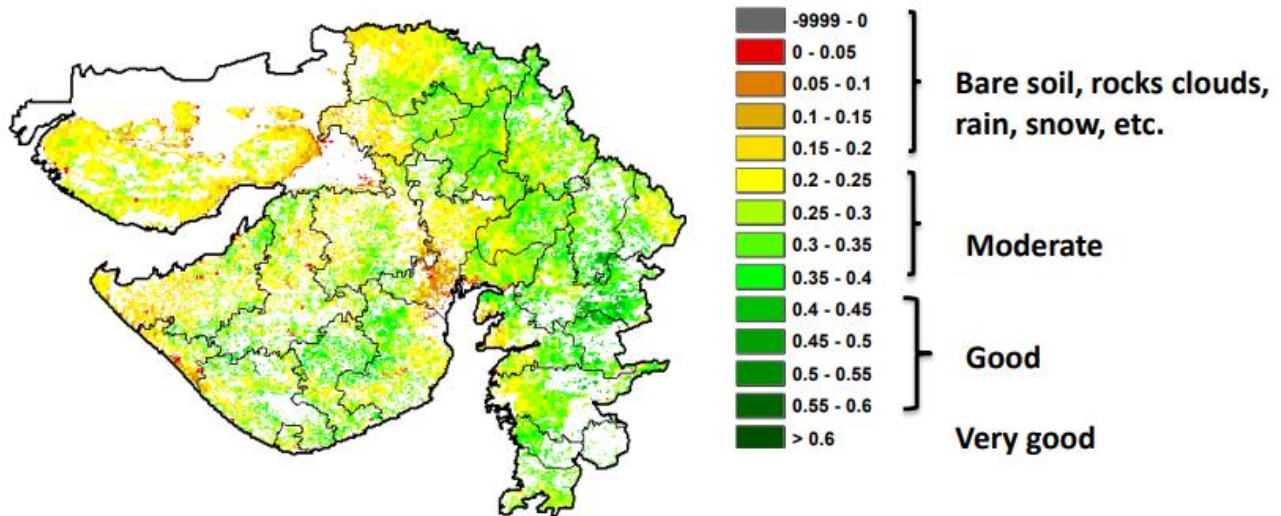 -9999 - 0
0 - 0.05
0.05 - 0.1
0.1 - 0.15
0.15 - 0.2
0.2 - 0.25
0.25 - 0.3
0.3 - 0.35
0.35 - 0.4
0.4 - 0.45
0.45 - 0.5
0.5 - 0.55
0.55 - 0.6
> 0.6
Bare soil, rocks clouds,
rain, snow, etc.
Moderate
Good
Very good